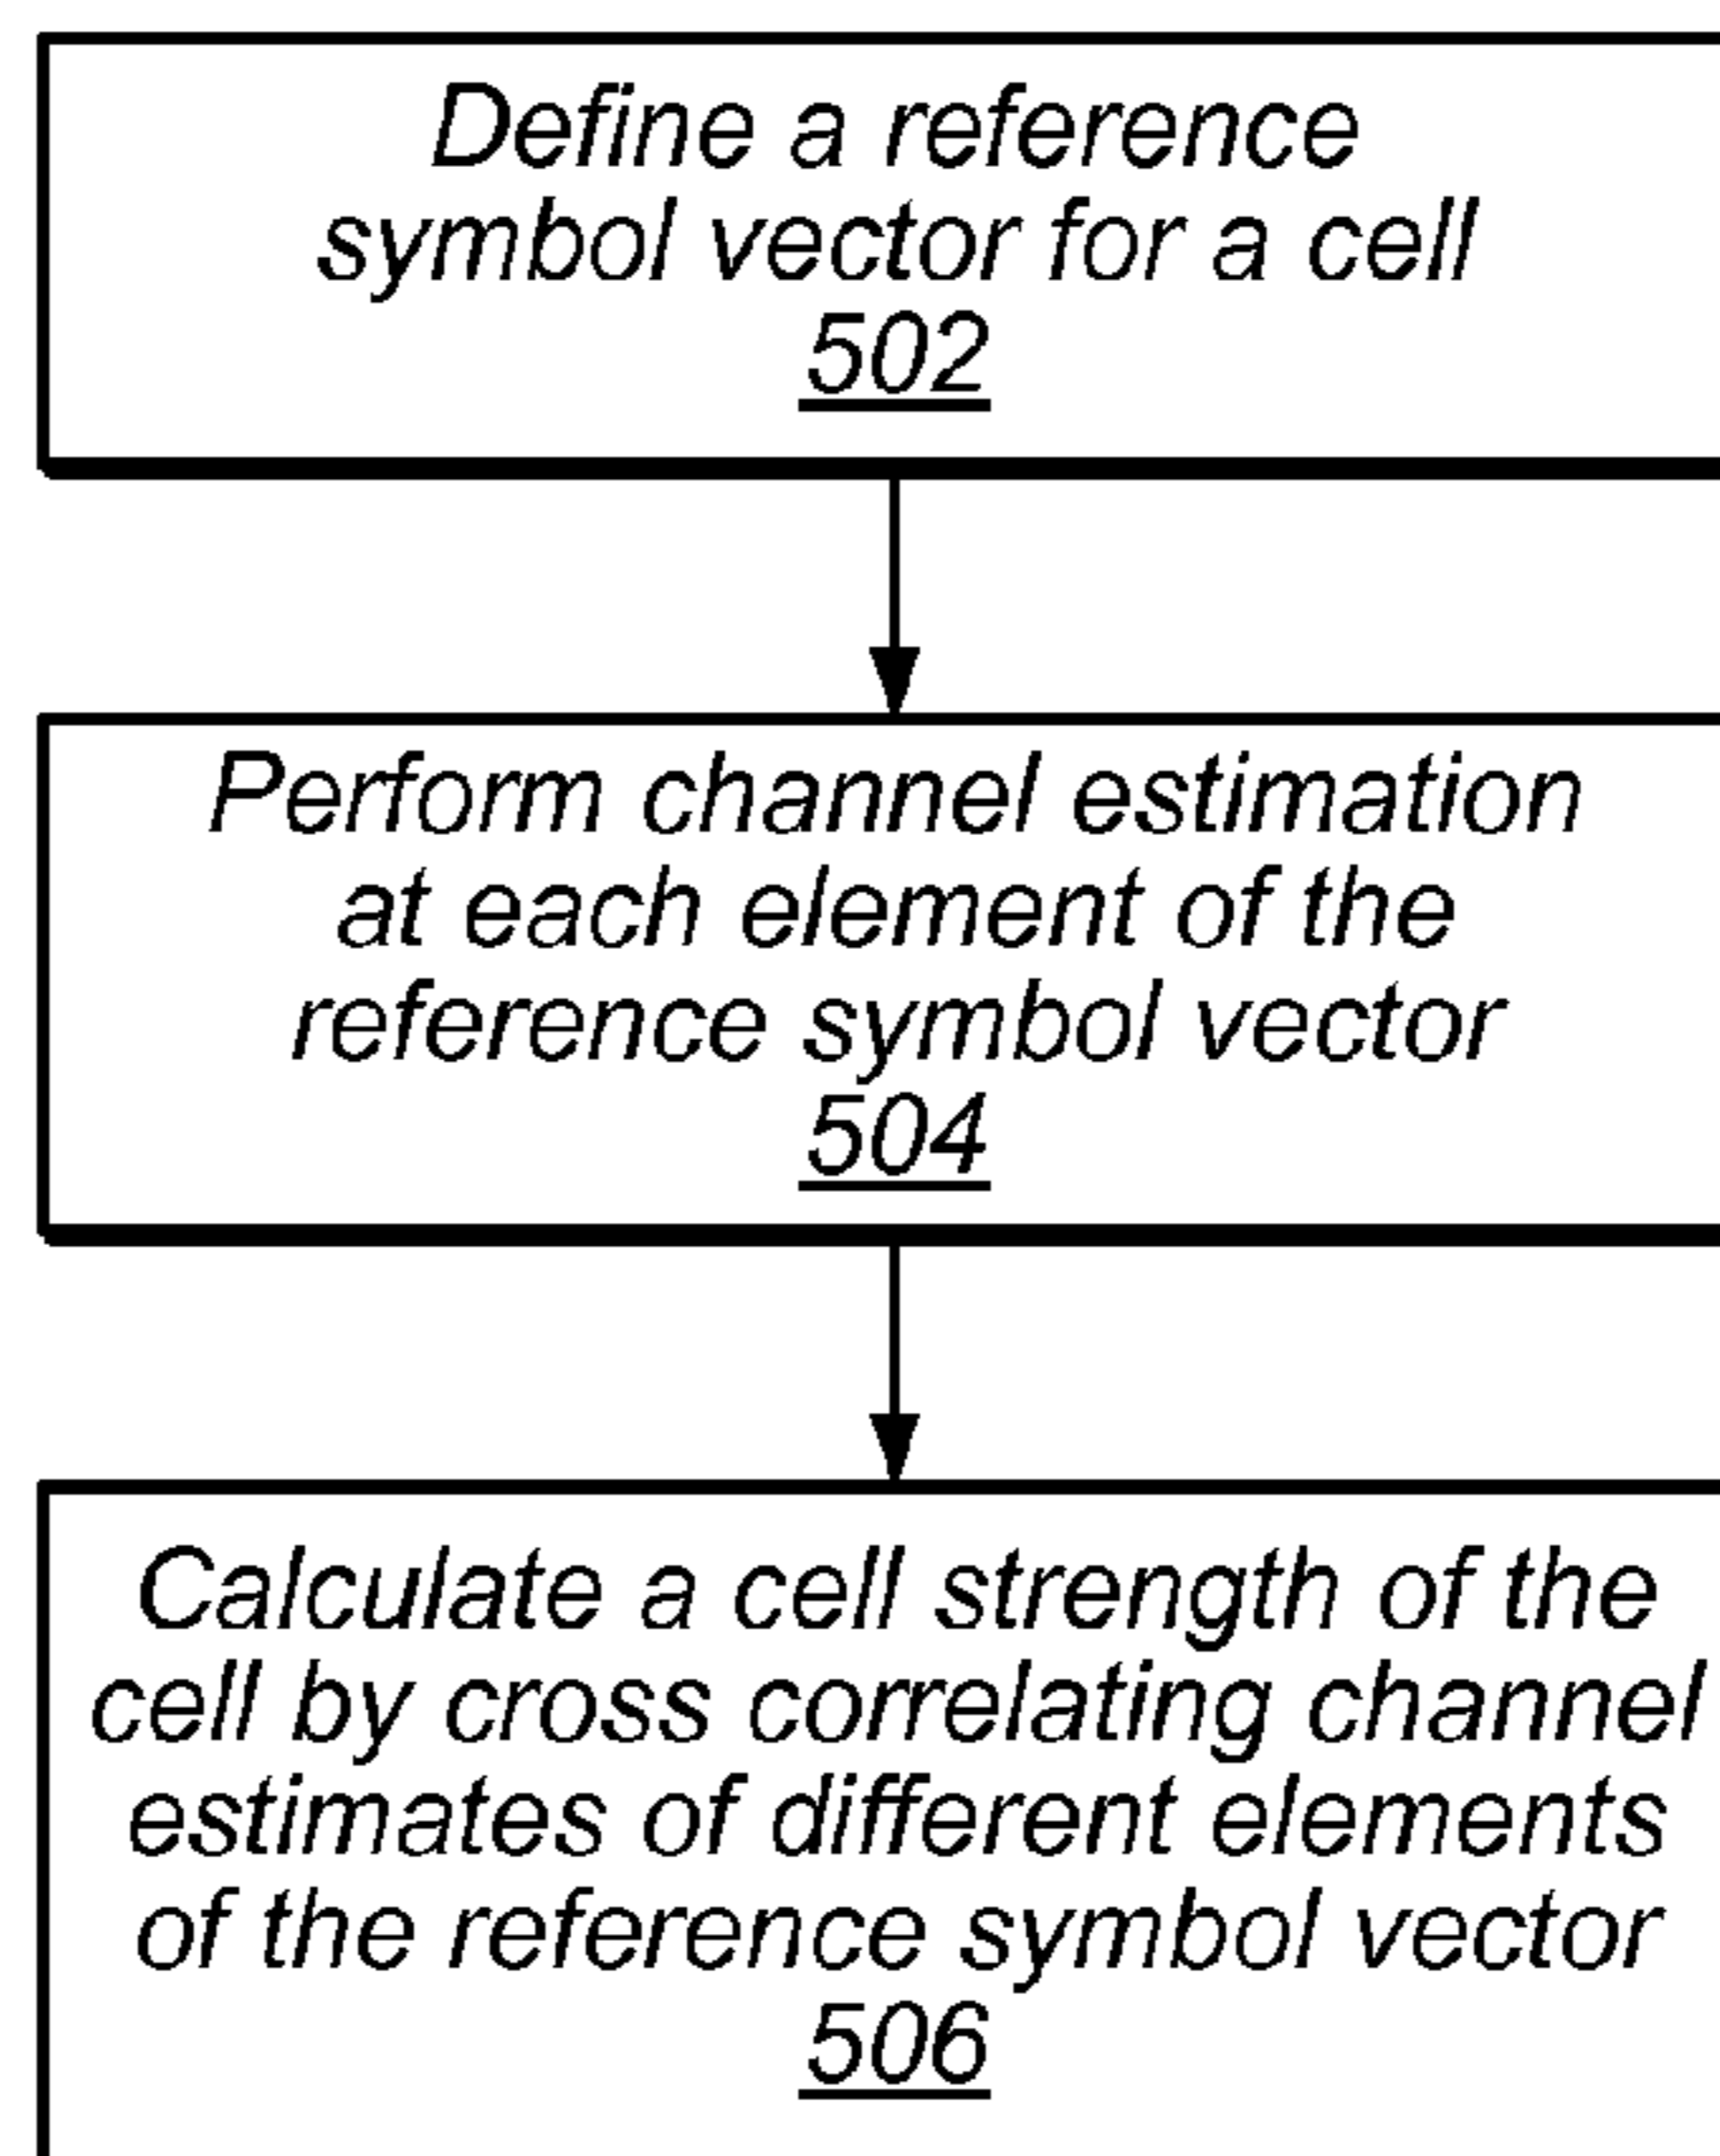 Define a reference
symbol vector for a cell
502
Perform channel estimation
at each element of the
reference symbol vector
504
Calculate a cell strength of the
cell by cross correlating channel
estimates of different elements
of the reference symbol vector
506